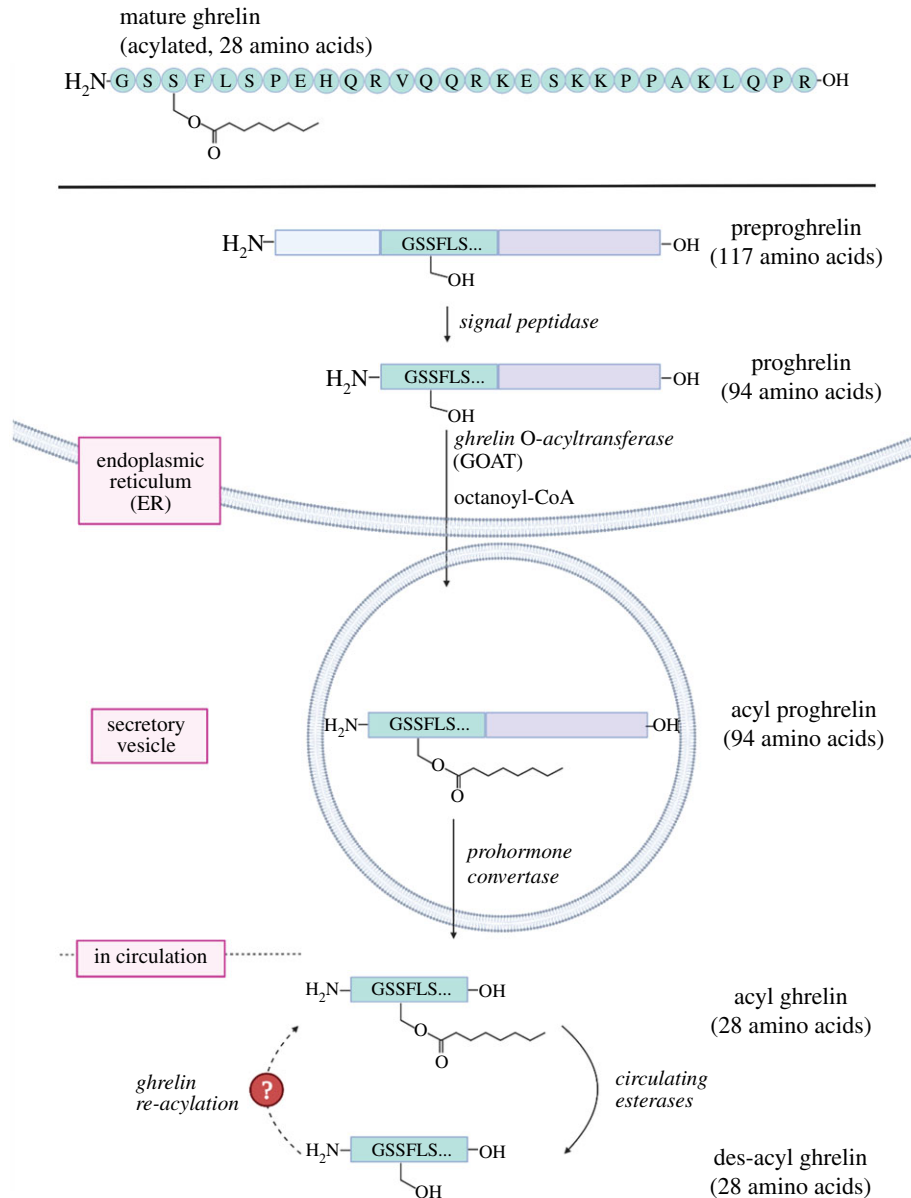 mature ghrelin
(acylated, 28 amino acids)
H2N G S S F L S P E H Q R V Q Q R K E S K K P P A K L Q P R OH
O
O
H2N GSSFLS... OH
OH
preproghrelin
(117 amino acids)
signal peptidase
H2N GSSFLS... OH
OH
proghrelin
(94 amino acids)
ghrelin O-acyltransferase
(GOAT)
octanoyl-CoA
endoplasmic
reticulum
(ER)
secretory
vesicle
H2N GSSFLS... OH
O
O
acyl proghrelin
(94 amino acids)
prohormone
convertase
in circulation
H2N GSSFLS... OH
O
O
acyl ghrelin
(28 amino acids)
ghrelin
re-acylation
?
circulating
esterases
H2N GSSFLS... OH
OH
des-acyl ghrelin
(28 amino acids)